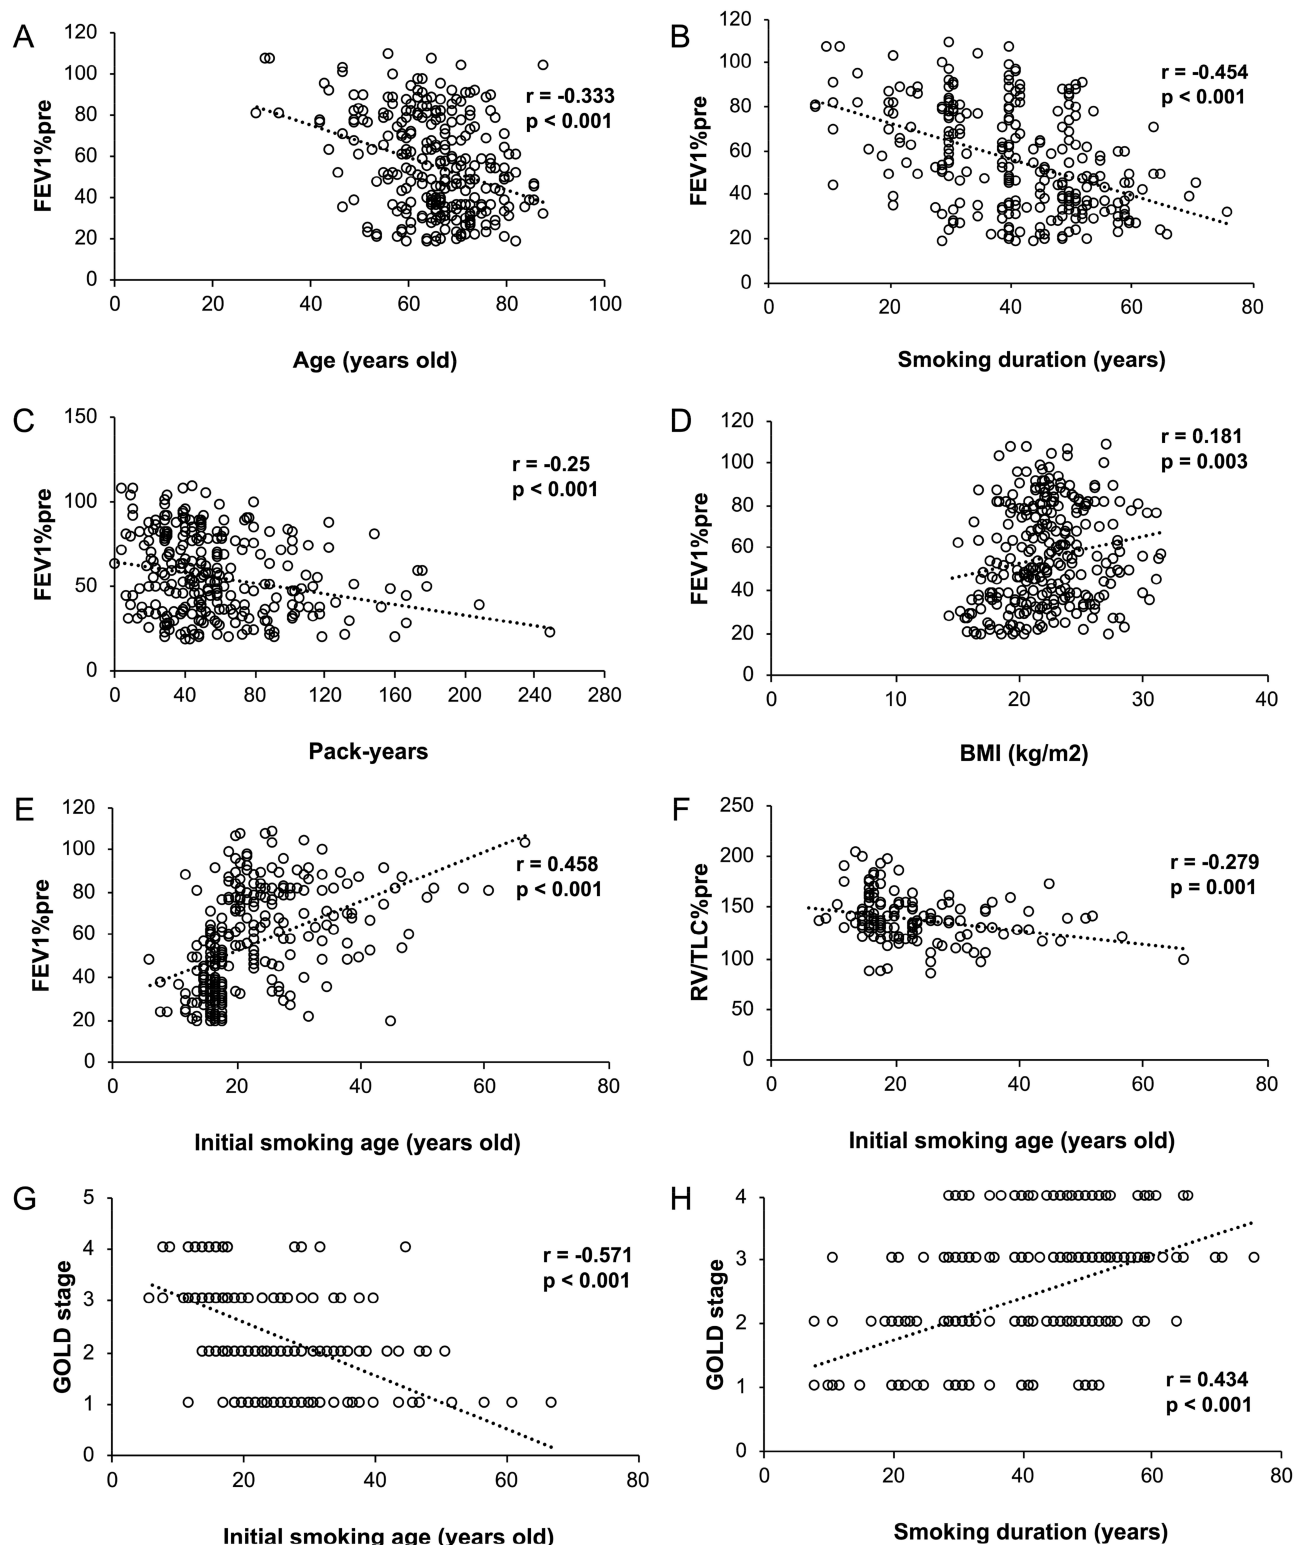 A
120
100
80
60
40
20
0
FEV1%pre
r = -0.333
p < 0.001
0 20 40 60 80 100
Age (years old)
B
120
100
80
60
40
20
0
FEV1%pre
r = -0.454
p < 0.001
0 20 40 60 80
Smoking duration (years)
C
150
100
50
0
FEV1%pre
r = -0.25
p < 0.001
0 40 80 120 160 200 240 280
Pack-years
D
120
100
80
60
40
20
0
FEV1%pre
r = 0.181
p = 0.003
0 10 20 30 40
BMI (kg/m2)
E
120
100
80
60
40
20
0
FEV1%pre
r = 0.458
p < 0.001
0 20 40 60 80
Initial smoking age (years old)
F
250
200
150
100
50
0
RV/TLC%pre
r = -0.279
p = 0.001
0 20 40 60 80
Initial smoking age (years old)
G
5
4
3
2
1
0
GOLD stage
r = -0.571
p < 0.001
0 20 40 60 80
Initial smoking age (years old)
H
4
3
2
1
0
GOLD stage
r = 0.434
p < 0.001
0 20 40 60 80
Smoking duration (years)